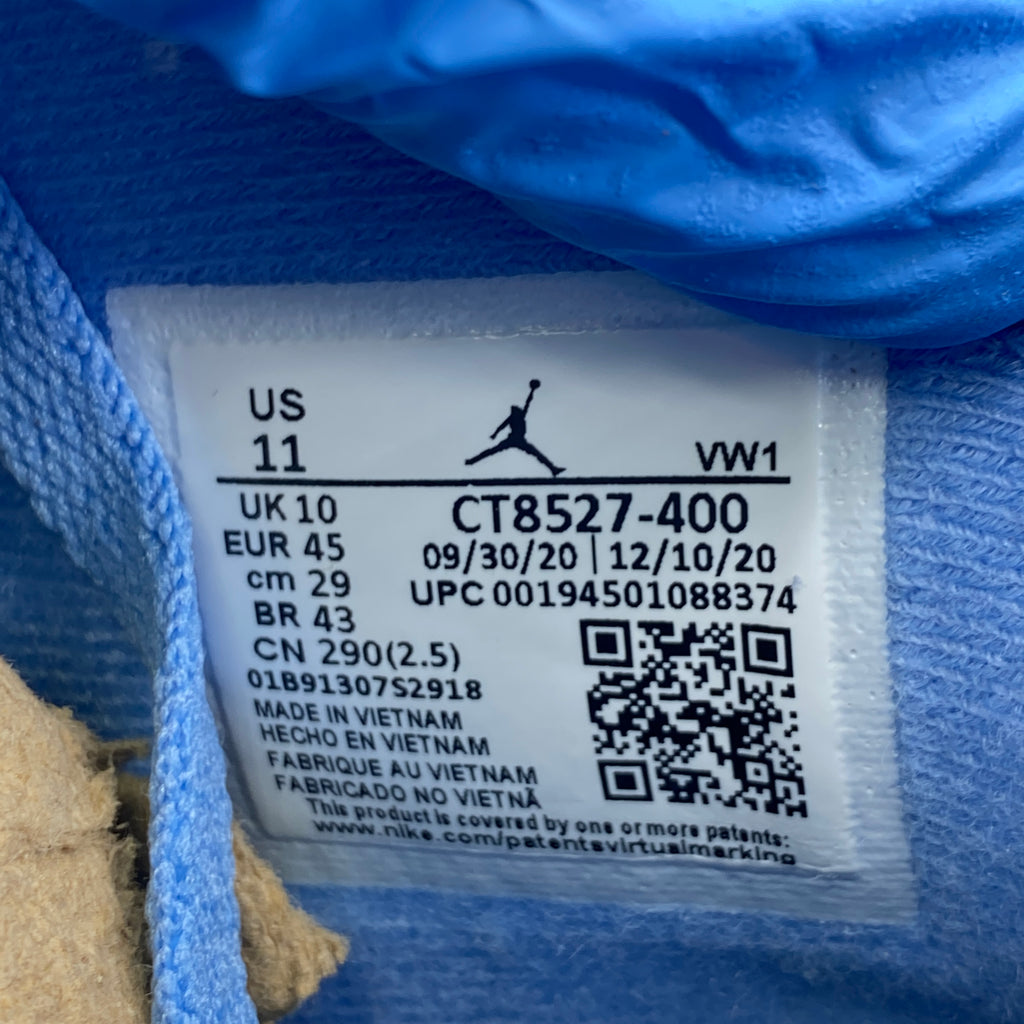 US
11
VW1
UK 10
EUR 45
cm 29
BR 43
CN 290(2.5)
CT8527-400
09/30/20 | 12/10/20
UPC 00194501088374
01B91307S2918
MADE IN VIETNAM
HECHO EN VIETNAM
FABRIQUE AU VIETNAM
FABRICADO NO VIETNÃ
This product is covered by one or more patents:
www.nike.com/patentsvirtualmarking